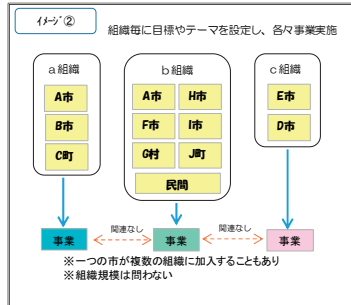 イメージ②
組織毎に目標やテーマを設定し、各々事業実施
a組織
b組織
c組織
A市
B市
C町
A市
H市
F市
I市
G村
J町
民間
E市
D市
関連なし
関連なし
事業
事業
事業
※一つの市が複数の組織に加入することもあり
※組織規模は問わない